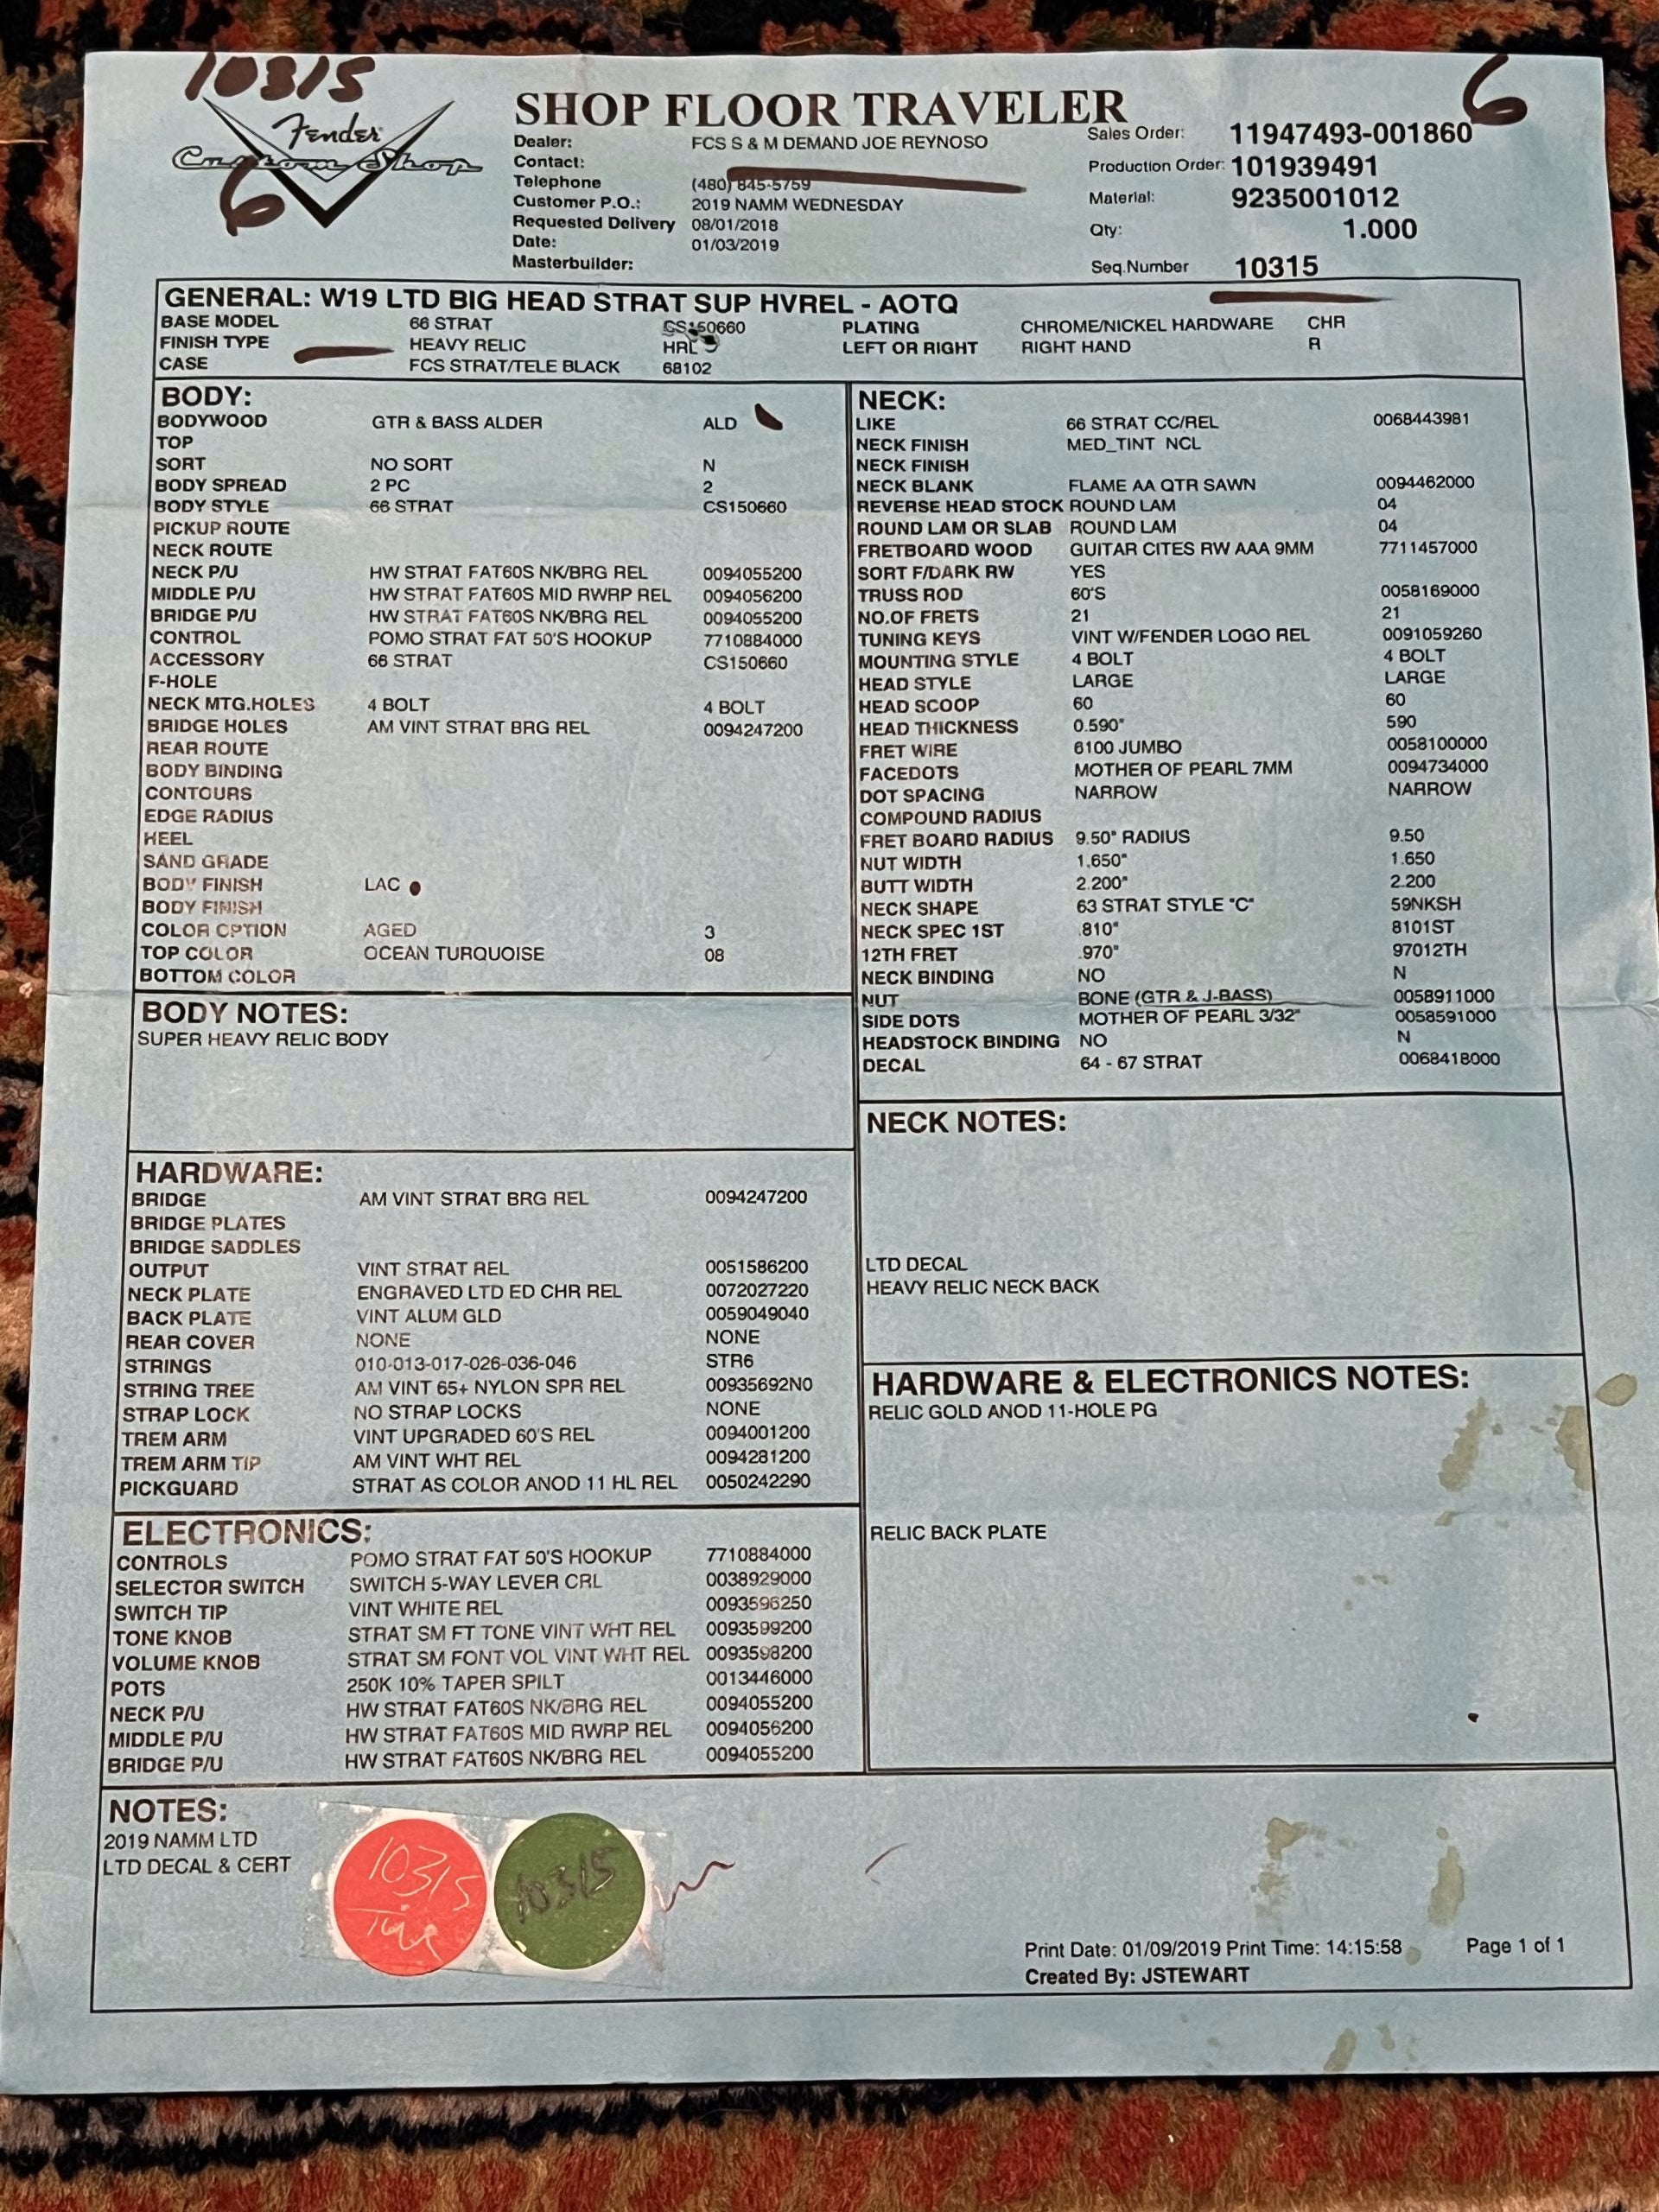 10315
6
Fender
Custom Shop
6
SHOP FLOOR TRAVELER
Dealer: FCS S & M DEMAND JOE REYNOSO
Contact:
Telephone (480) 845-5759
Customer P.O.: 2019 NAMM WEDNESDAY
Requested Delivery 08/01/2018
Date: 01/03/2019
Masterbuilder:
Sales Order: 11947493-001860
Production Order: 101939491
Material: 9235001012
Qty: 1.000
Seq.Number 10315
GENERAL: W19 LTD BIG HEAD STRAT SUP HVREL - AOTQ
BASE MODEL 66 STRAT CS150660 PLATING CHROME/NICKEL HARDWARE CHR
FINISH TYPE HEAVY RELIC HRL LEFT OR RIGHT RIGHT HAND R
CASE FCS STRAT/TELE BLACK 68102
BODY:
BODYWOOD GTR & BASS ALDER ALD
TOP
SORT NO SORT N
BODY SPREAD 2 PC 2
BODY STYLE 66 STRAT CS150660
PICKUP ROUTE
NECK ROUTE
NECK P/U HW STRAT FAT60S NK/BRG REL 0094055200
MIDDLE P/U HW STRAT FAT60S MID RWRP REL 0094056200
BRIDGE P/U HW STRAT FAT60S NK/BRG REL 0094055200
CONTROL POMO STRAT FAT 50'S HOOKUP 7710884000
ACCESSORY 66 STRAT CS150660
F-HOLE
NECK MTG.HOLES 4 BOLT 4 BOLT
BRIDGE HOLES AM VINT STRAT BRG REL 0094247200
REAR ROUTE
BODY BINDING
CONTOURS
EDGE RADIUS
HEEL
SAND GRADE
BODY FINISH LAC
BODY FINISH
COLOR OPTION AGED 3
TOP COLOR OCEAN TURQUOISE 08
BOTTOM COLOR
BODY NOTES:
SUPER HEAVY RELIC BODY
HARDWARE:
BRIDGE AM VINT STRAT BRG REL 0094247200
BRIDGE PLATES
BRIDGE SADDLES
OUTPUT VINT STRAT REL 0051586200
NECK PLATE ENGRAVED LTD ED CHR REL 0072027220
BACK PLATE VINT ALUM GLD 0059049040
REAR COVER NONE NONE
STRINGS 010-013-017-026-036-046 STR6
STRING TREE AM VINT 65+ NYLON SPR REL 00935692N0
STRAP LOCK NO STRAP LOCKS NONE
TREM ARM VINT UPGRADED 60'S REL 0094001200
TREM ARM TIP AM VINT WHT REL 0094281200
PICKGUARD STRAT AS COLOR ANOD 11 HL REL 0050242290
ELECTRONICS:
CONTROLS POMO STRAT FAT 50'S HOOKUP 7710884000
SELECTOR SWITCH SWITCH 5-WAY LEVER CRL 0038929000
SWITCH TIP VINT WHITE REL 0093596250
TONE KNOB STRAT SM FT TONE VINT WHT REL 0093599200
VOLUME KNOB STRAT SM FONT VOL VINT WHT REL 0093598200
POTS 250K 10% TAPER SPILT 0013446000
NECK P/U HW STRAT FAT60S NK/BRG REL 0094055200
MIDDLE P/U HW STRAT FAT60S MID RWRP REL 0094056200
BRIDGE P/U HW STRAT FAT60S NK/BRG REL 0094055200
NECK:
LIKE 66 STRAT CC/REL 0068443981
NECK FINISH MED_TINT NCL
NECK FINISH
NECK BLANK FLAME AA QTR SAWN 0094462000
REVERSE HEAD STOCK ROUND LAM 04
ROUND LAM OR SLAB ROUND LAM 04
FRETBOARD WOOD GUITAR CITES RW AAA 9MM 7711457000
SORT F/DARK RW YES
TRUSS ROD 60'S 0058169000
NO.OF FRETS 21 21
TUNING KEYS VINT W/FENDER LOGO REL 0091059260
MOUNTING STYLE 4 BOLT 4 BOLT
HEAD STYLE LARGE LARGE
HEAD SCOOP 60 60
HEAD THICKNESS 0.590" 590
FRET WIRE 6100 JUMBO 0058100000
FACEDOTS MOTHER OF PEARL 7MM 0094734000
DOT SPACING NARROW NARROW
COMPOUND RADIUS
FRET BOARD RADIUS 9.50" RADIUS 9.50
NUT WIDTH 1.650" 1.650
BUTT WIDTH 2.200" 2.200
NECK SHAPE 63 STRAT STYLE "C" 59NKSH
NECK SPEC 1ST .810" 8101ST
12TH FRET .970" 97012TH
NECK BINDING NO N
NUT BONE (GTR & J-BASS) 0058911000
SIDE DOTS MOTHER OF PEARL 3/32" 0058591000
HEADSTOCK BINDING NO N
DECAL 64 - 67 STRAT 0068418000
NECK NOTES:
LTD DECAL
HEAVY RELIC NECK BACK
HARDWARE & ELECTRONICS NOTES:
RELIC GOLD ANOD 11-HOLE PG
RELIC BACK PLATE
NOTES:
2019 NAMM LTD
LTD DECAL & CERT
10315
10315
Print Date: 01/09/2019 Print Time: 14:15:58 Page 1 of 1
Created By: JSTEWART